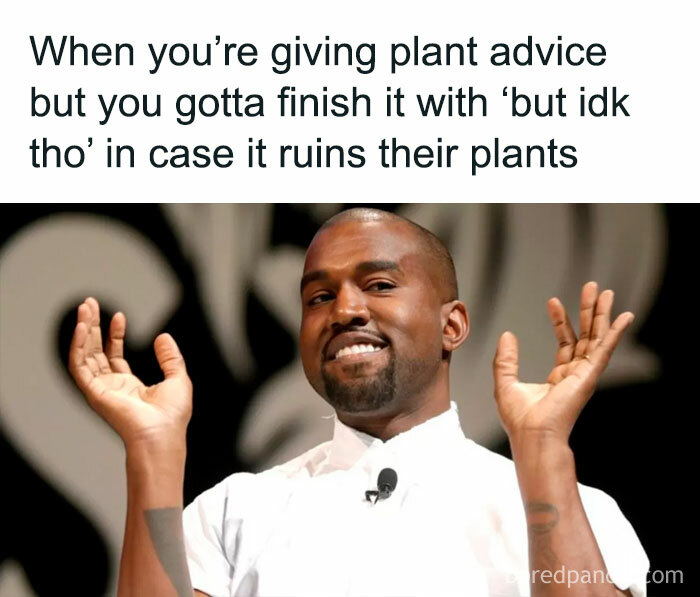 When you’re giving plant advice
but you gotta finish it with ‘but idk
tho’ in case it ruins their plants